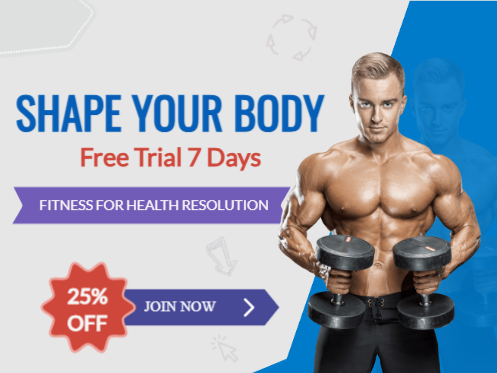 SHAPE YOUR BODY
Free Trial 7 Days
FITNESS FOR HEALTH RESOLUTION
25%
OFF
JOIN NOW